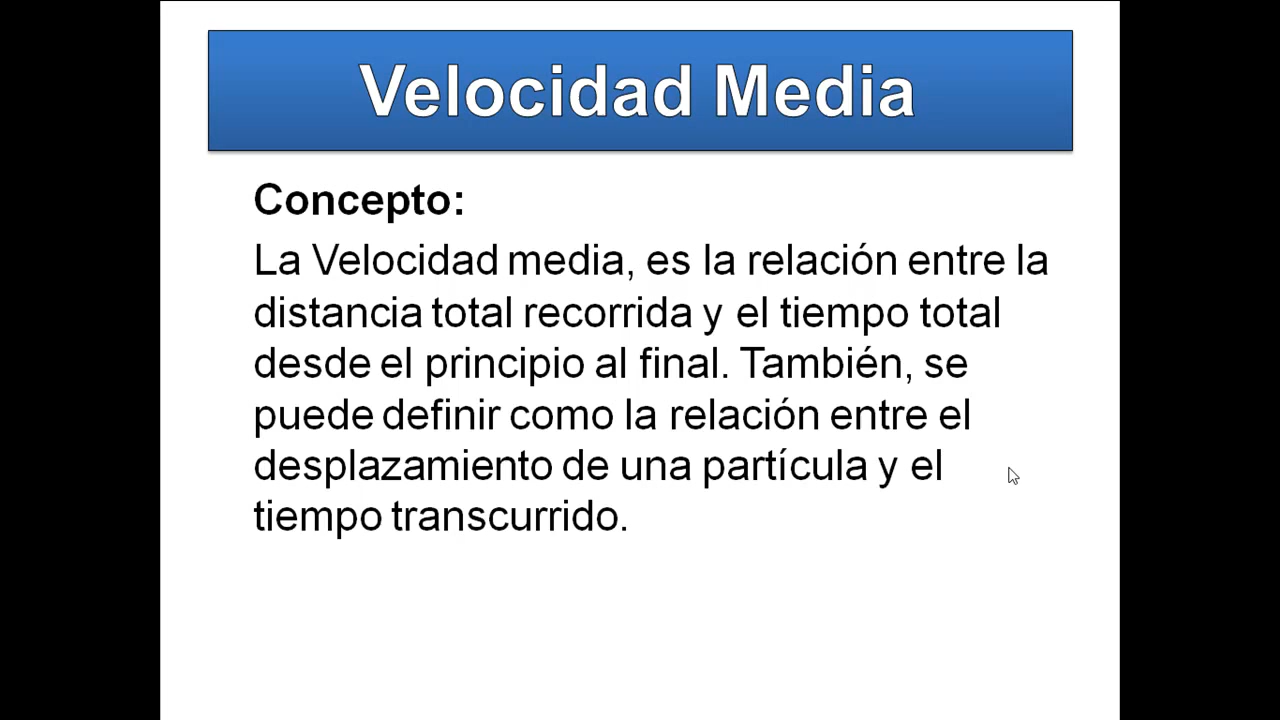 Velocidad Media
Concepto:
La Velocidad media, es la relación entre la
distancia total recorrida y el tiempo total
desde el principio al final. También, se
puede definir como la relación entre el
desplazamiento de una partícula y el
tiempo transcurrido.